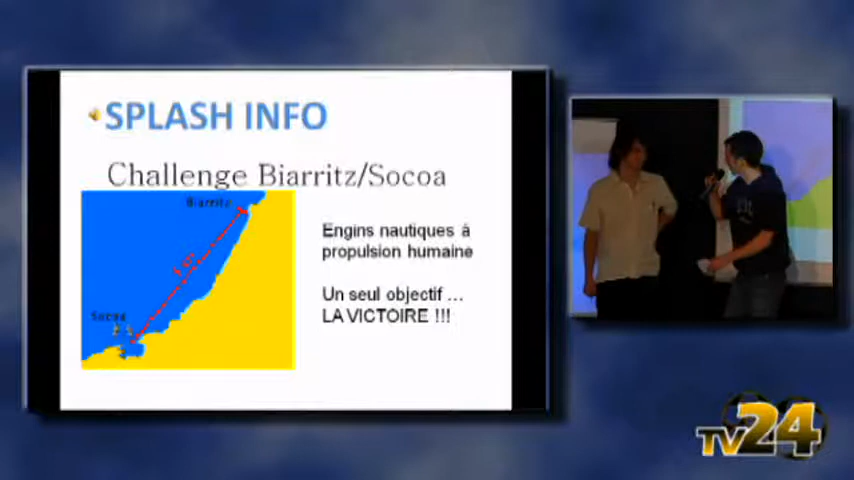 SPLASH INFO
Challenge Biarritz/Socoa
Biarritz
Engins nautiques à
propulsion humaine
Un seul objectif ...
LA VICTOIRE !!!
Socoa
TV24